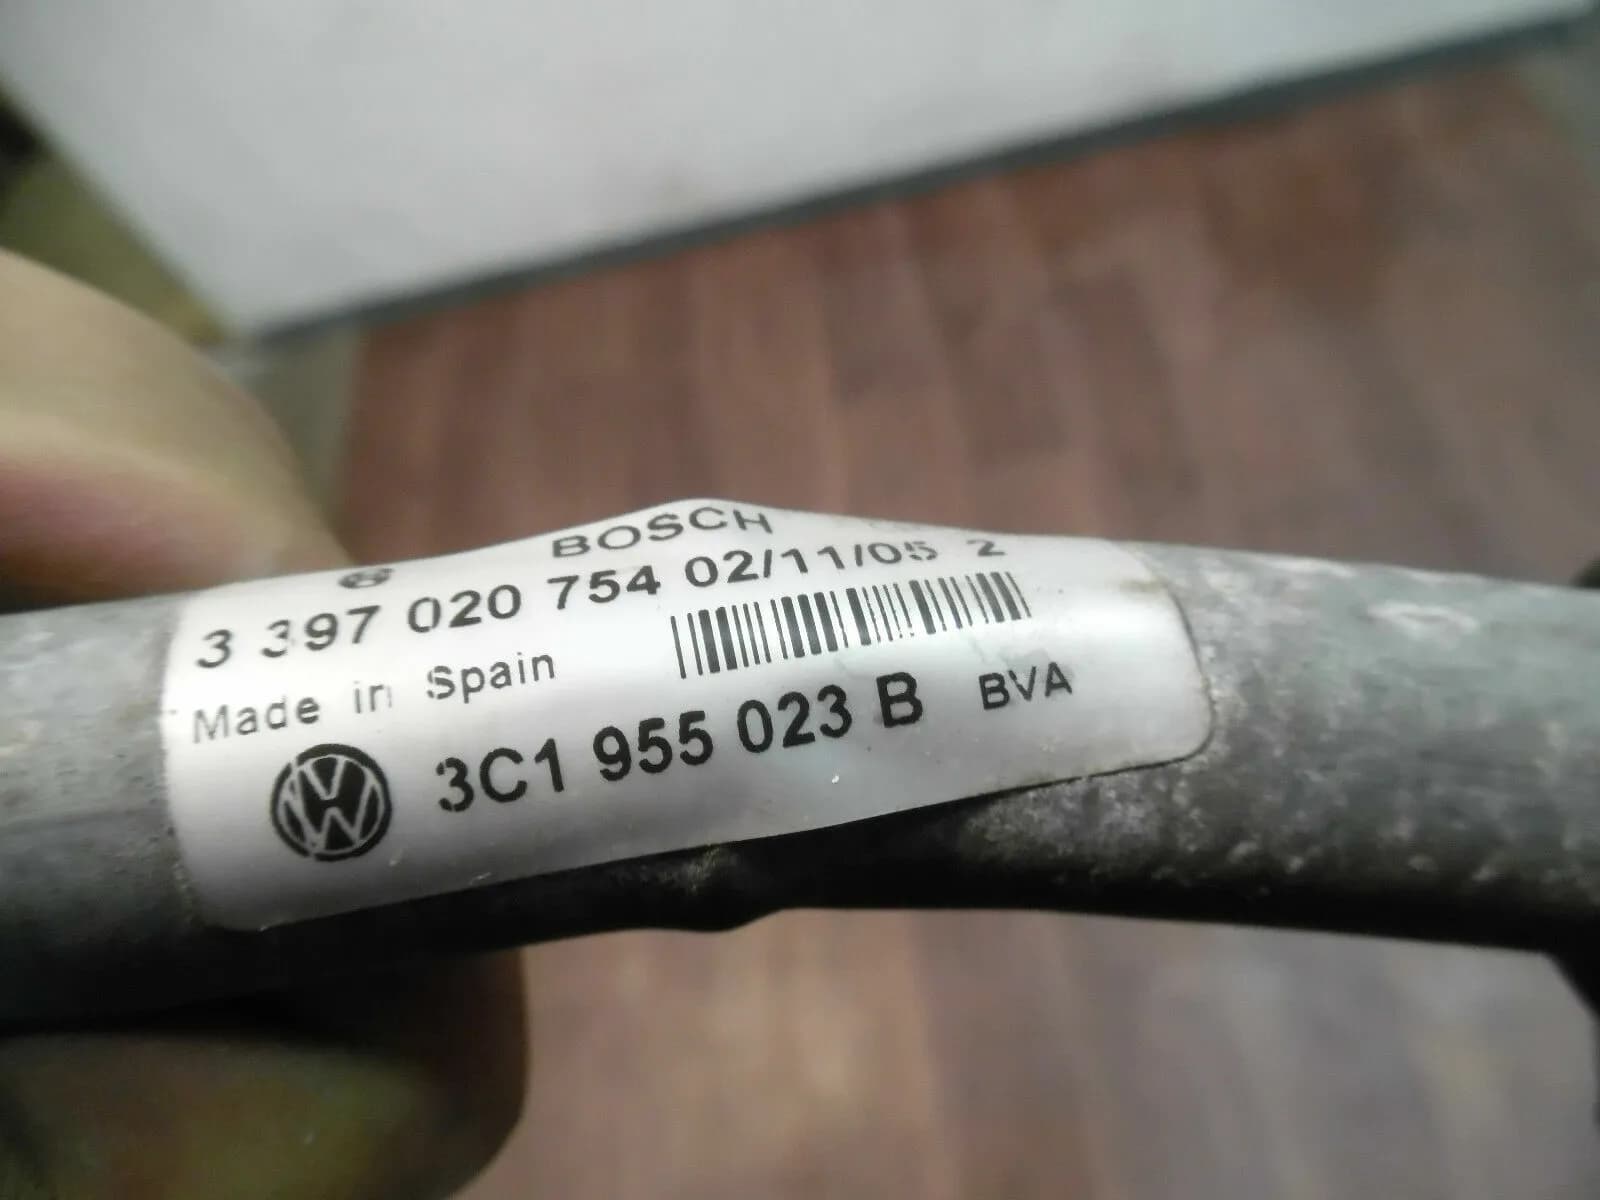 BOSCH
3 397 020 754 02/11/05 2
Made in Spain
3C1 955 023 B BVA